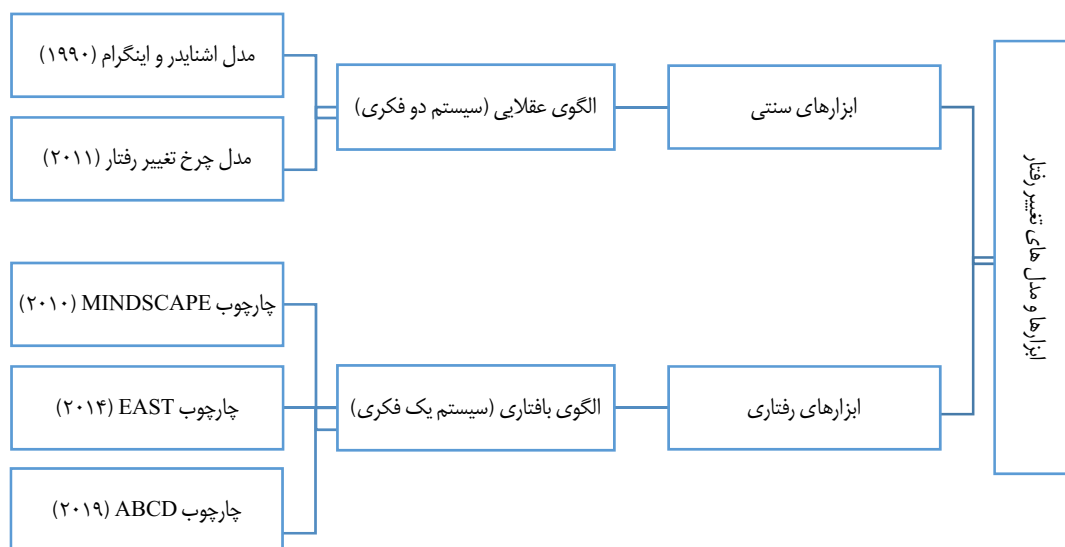 ابزارها و مدل های تغییر رفتار
ابزارهای سنتی
الگوی عقلایی (سیستم دو فکری)
مدل اشنایدر و اینگرام (۱۹۹۰)
مدل چرخ تغییر رفتار (۲۰۱۱)
ابزارهای رفتاری
الگوی بافتاری (سیستم یک فکری)
چارچوب MINDSCAPE (۲۰۱۰)
چارچوب EAST (۲۰۱۴)
چارچوب ABCD (۲۰۱۹)